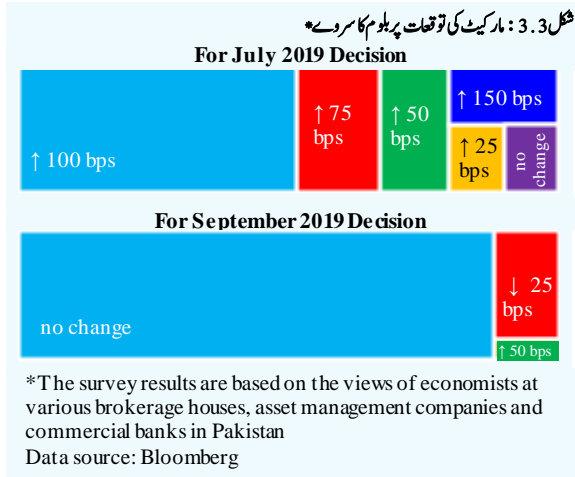 شکل 3.3 : مارکیٹ کی توقعات پر بلوم کا سروے*
For July 2019 Decision
↑ 100 bps
↑ 75
bps
↑ 50
bps
↑ 150 bps
↑ 25
bps
no
change
For September 2019 Decision
no change
↓ 25
bps
↑ 50 bps
*The survey results are based on the views of economists at
various brokerage houses, asset management companies and
commercial banks in Pakistan
Data source: Bloomberg